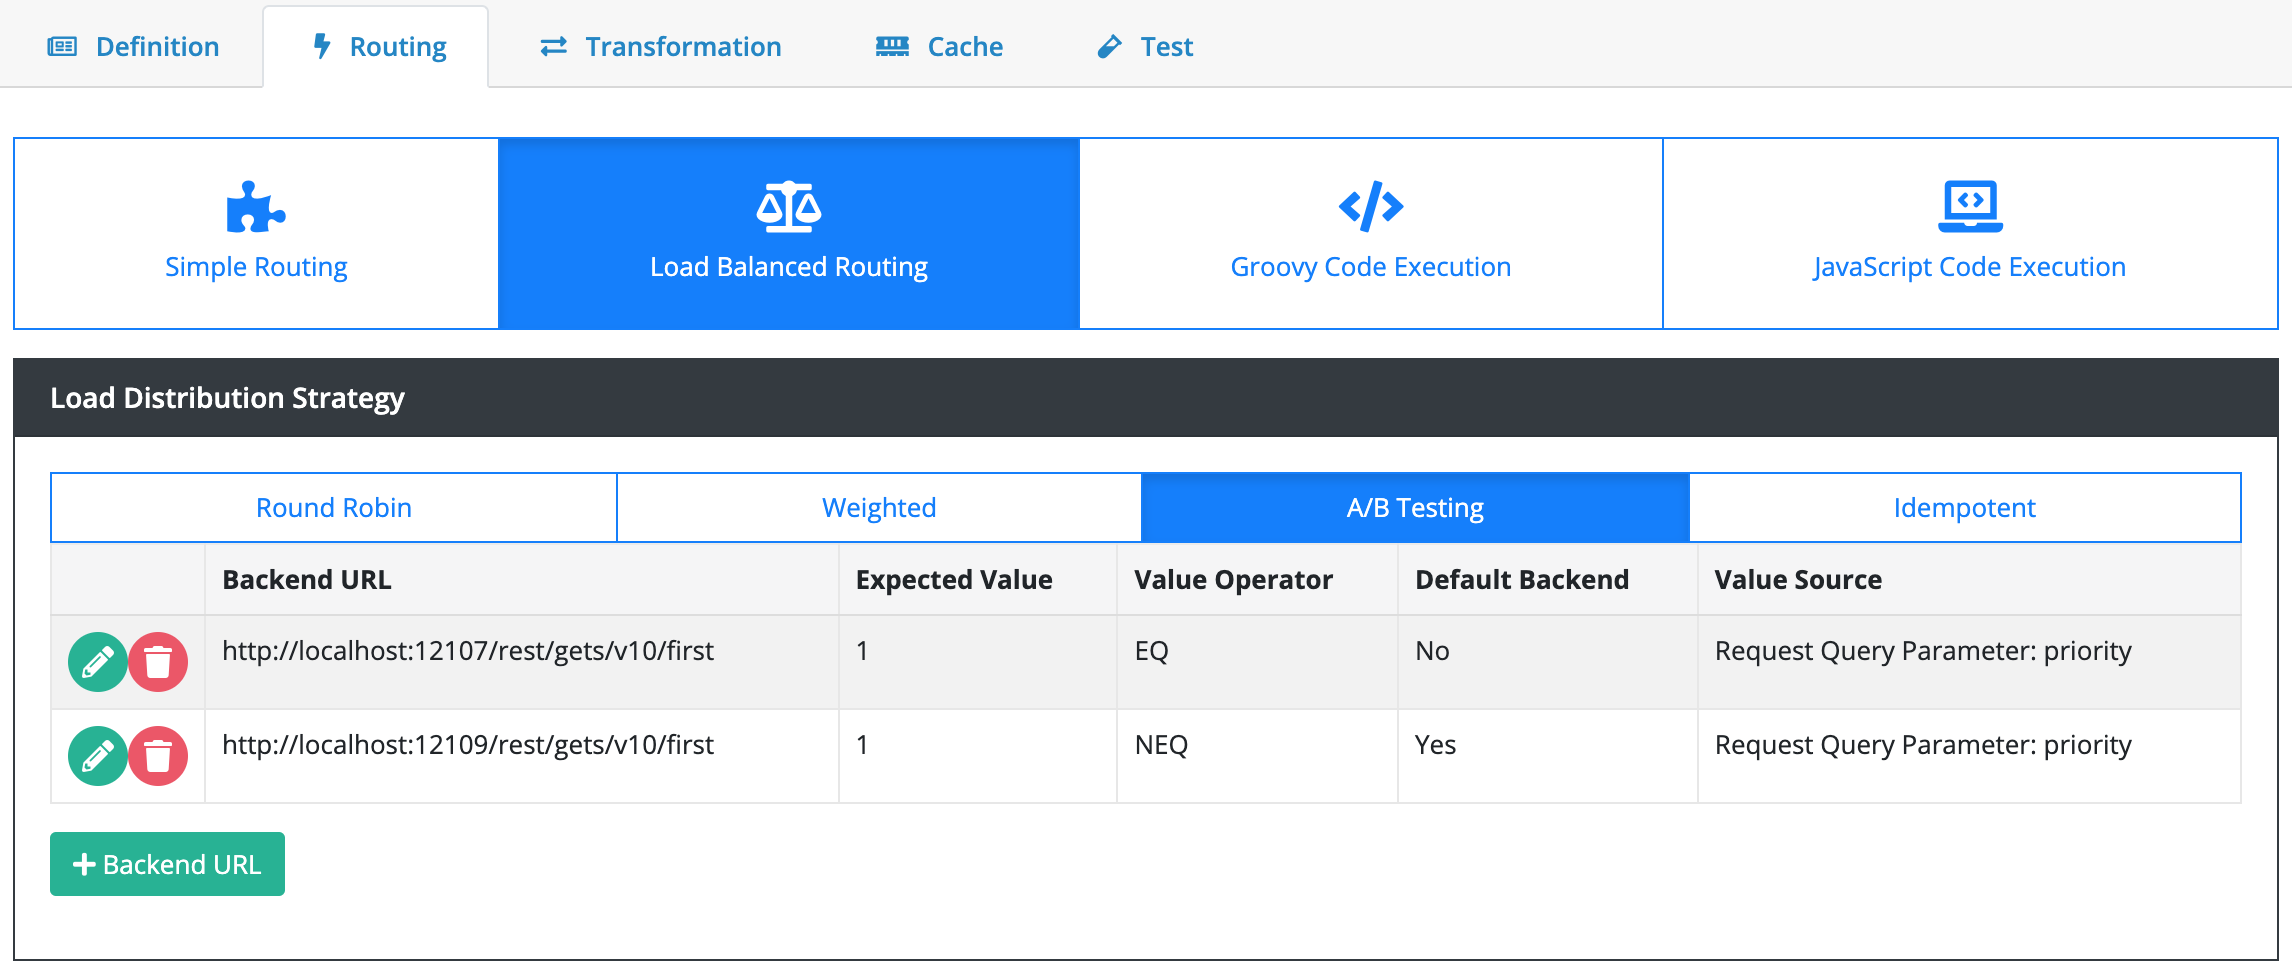 Definition Routing Transformation Cache Test
Simple Routing Load Balanced Routing Groovy Code Execution JavaScript Code Execution
Load Distribution Strategy
Round Robin Weighted A/B Testing Idempotent
Backend URL Expected Value Value Operator Default Backend Value Source
http://localhost:12107/rest/gets/v10/first 1 EQ No Request Query Parameter: priority
http://localhost:12109/rest/gets/v10/first 1 NEQ Yes Request Query Parameter: priority
+ Backend URL